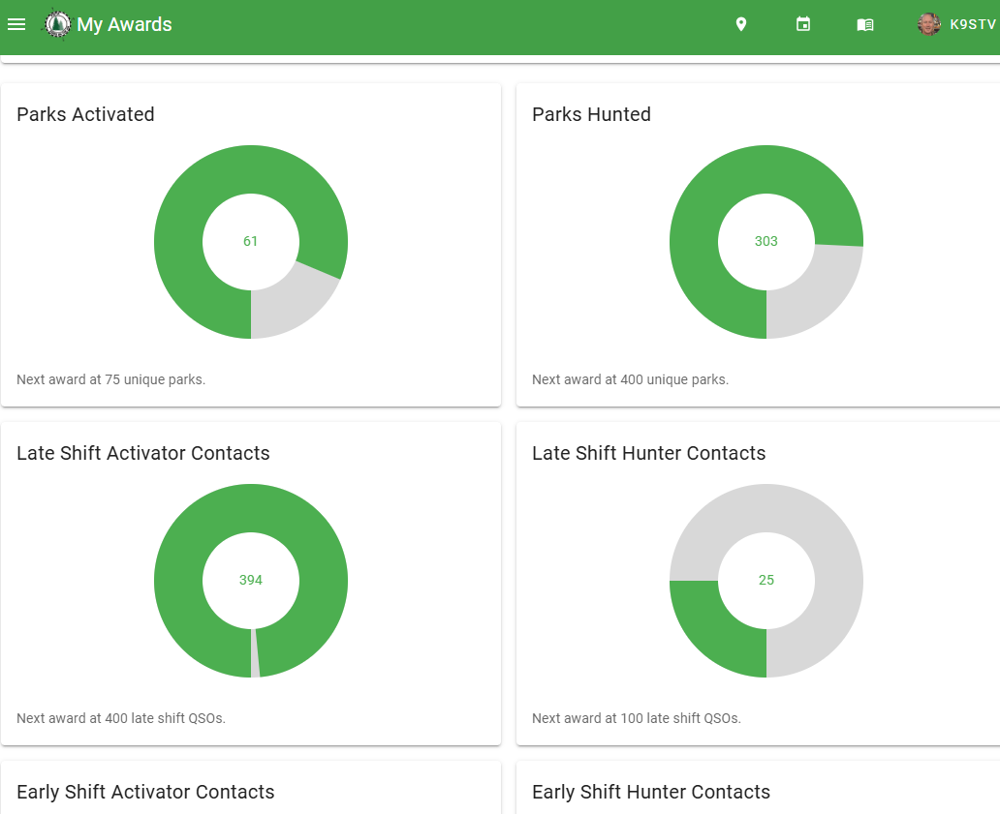 My Awards
K9STV
Parks Activated
61
Next award at 75 unique parks.
Parks Hunted
303
Next award at 400 unique parks.
Late Shift Activator Contacts
394
Next award at 400 late shift QSOs.
Late Shift Hunter Contacts
25
Next award at 100 late shift QSOs.
Early Shift Activator Contacts
Early Shift Hunter Contacts